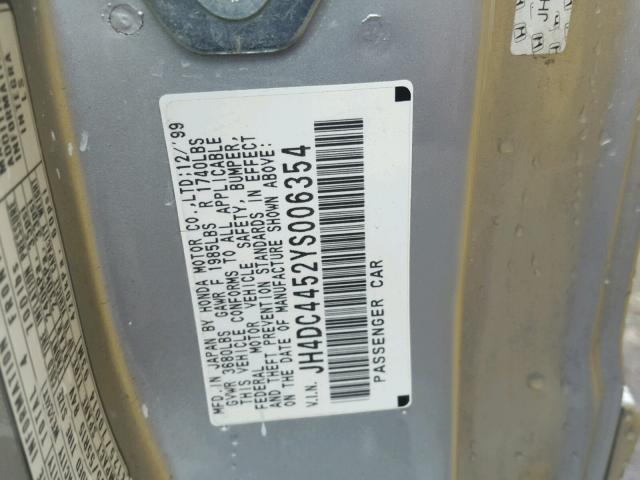 MFD. IN JAPAN BY HONDA MOTOR CO.,LTD;12/'99
GVWR 3680LBS GAWR F 1985LBS R 1740LBS
THIS VEHICLE CONFORMS TO ALL APPLICABLE
FEDERAL MOTOR VEHICLE SAFETY, BUMPER,
AND THEFT PREVENTION STANDARDS IN EFFECT
ON THE DATE OF MANUFACTURE SHOWN ABOVE.
V.I.N. JH4DC4452YS006354
PASSENGER CAR
JH